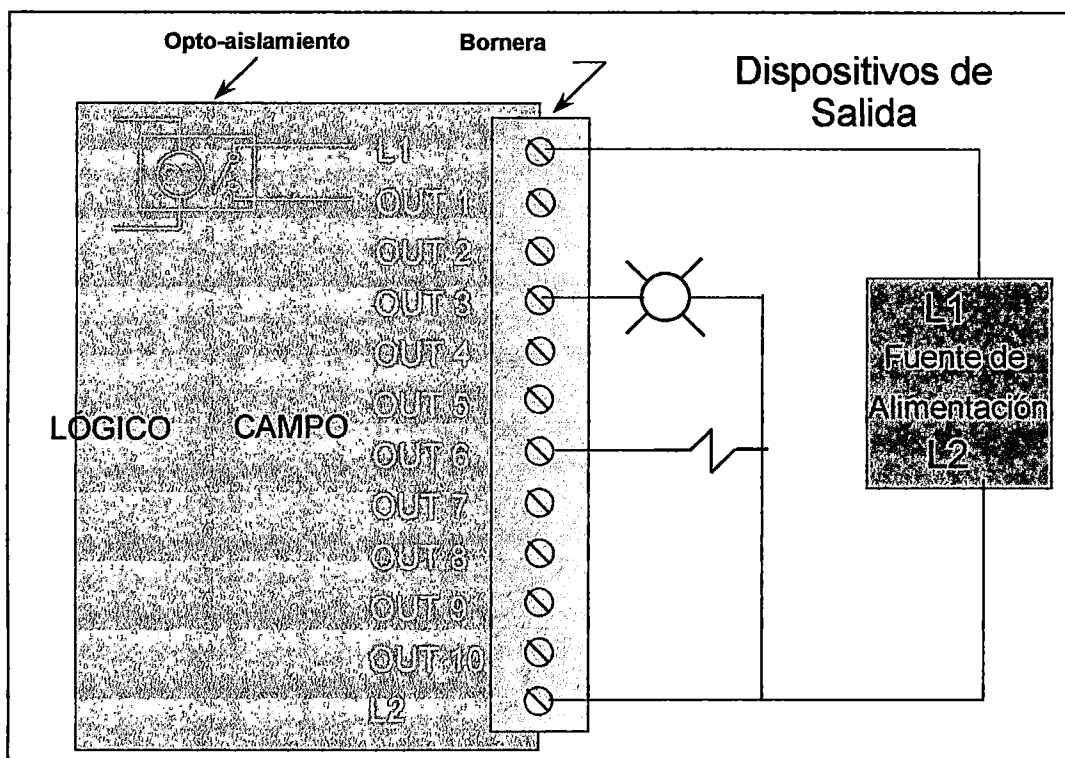 Opto-aislamiento
Bornera
Dispositivos de
Salida
L1
OUT 1
OUT 2
OUT 3
OUT 4
OUT 5
OUT 6
OUT 7
OUT 8
OUT 9
OUT 10
L2
LÓGICO
CAMPO
L1
Fuente de
Alimentación
L2